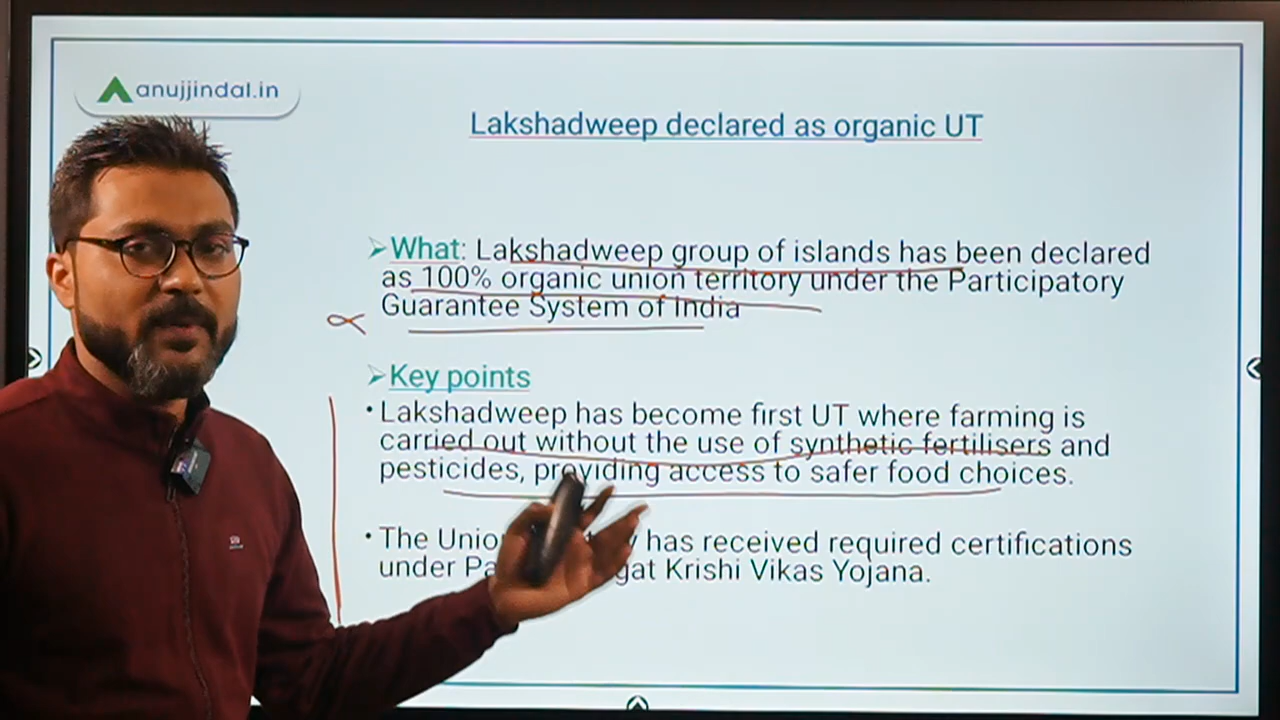 anujjindal.in
Lakshadweep declared as organic UT
➢What: Lakshadweep group of islands has been declared
as 100% organic union territory under the Participatory
Guarantee System of India
➢Key points
• Lakshadweep has become first UT where farming is
carried out without the use of synthetic fertilisers and
pesticides, providing access to safer food choices.
• The has received required certifications
under Krishi Vikas Yojana.